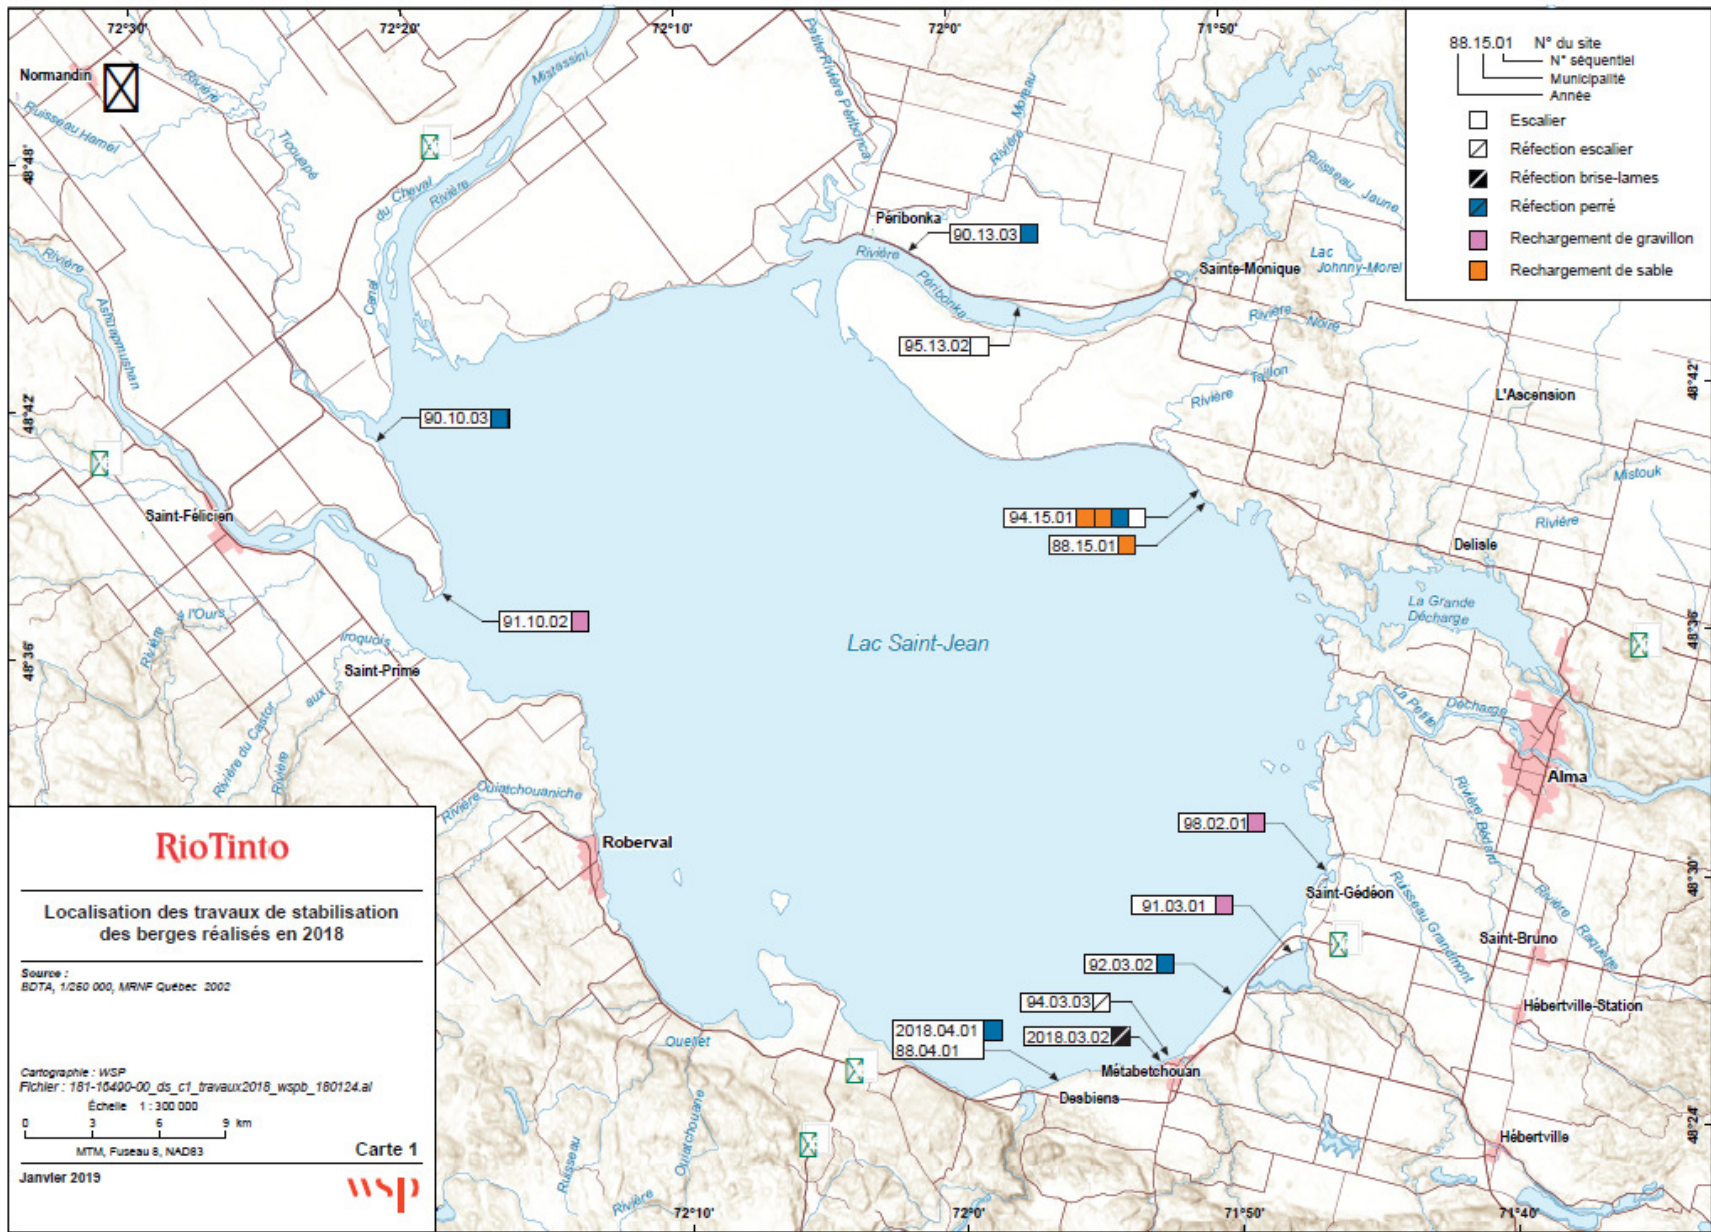 72°30'
72°20'
72°10'
72°0'
71°50'
88.15.01 N° du site
N° séquentiel
Municipalité
Année
Escalier
Réfection escalier
Réfection brise-lames
Réfection perré
Rechargement de gravillon
Rechargement de sable
Normandin
Rivière
Ticouapé
Ruisseau Hamel
Rivière
Mistassini
Canal
du Cheval
Petite Rivière Péribonca
Rivière Moreau
Ruisseau Jaune
Lac
Johnny-Morel
48°48'
Péribonka
90.13.03
Rivière
Péribonka
Sainte-Monique
Rivière Noire
95.13.02
Rivière Taillon
L'Ascension
48°42'
48°42'
Rivière
Ashuapmushan
90.10.03
Mistouk
Rivière
Saint-Félicien
94.15.01
88.15.01
Delisle
La Grande
Décharge
48°36'
48°36'
à l'Ours
Rivière
Iroquois
aux
Rivière
Saint-Prime
Rivière du Castor
91.10.02
Lac Saint-Jean
La Petite
Décharge
Alma
Rivière
Ouiatchouaniche
Roberval
98.02.01
Rivière Bédard
Saint-Gédéon
Ruisseau Grandmont
48°30'
91.03.01
Rivière Raquette
Saint-Bruno
92.03.02
Hébertville-Station
94.03.03
2018.03.02
2018.04.01
88.04.01
Métabetchouan
Desbiens
Ouellet
Ruisseau
Ouiatchouane
Rivière
Hébertville
48°24'
RioTinto
Localisation des travaux de stabilisation
des berges réalisés en 2018
Source :
BDTA, 1/250 000, MRNF Québec 2002
Cartographie : WSP
Fichier : 181-16490-00_ds_c1_travaux2018_wspb_180124.ai
Échelle 1 : 300 000
0 3 6 9 km
MTM, Fuseau 8, NAD83
Carte 1
Janvier 2019
wsp
72°10'
72°0'
71°50'
71°40'